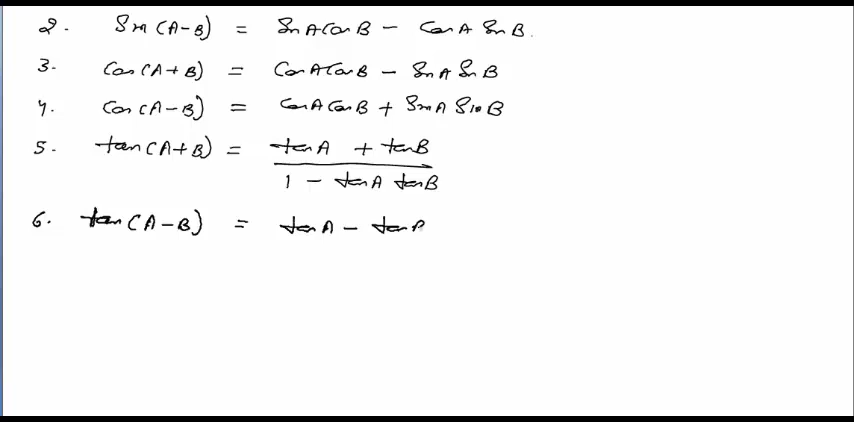 2. Sin (A-B) = Sin A Cos B - Cos A Sin B.
3. Cos (A+B) = Cos A Cos B - Sin A Sin B
4. Cos (A-B) = Cos A Cos B + Sin A Sin B
5. tan (A+B) = tan A + tan B
1 - tan A tan B
6. tan (A-B) = tan A - tan B